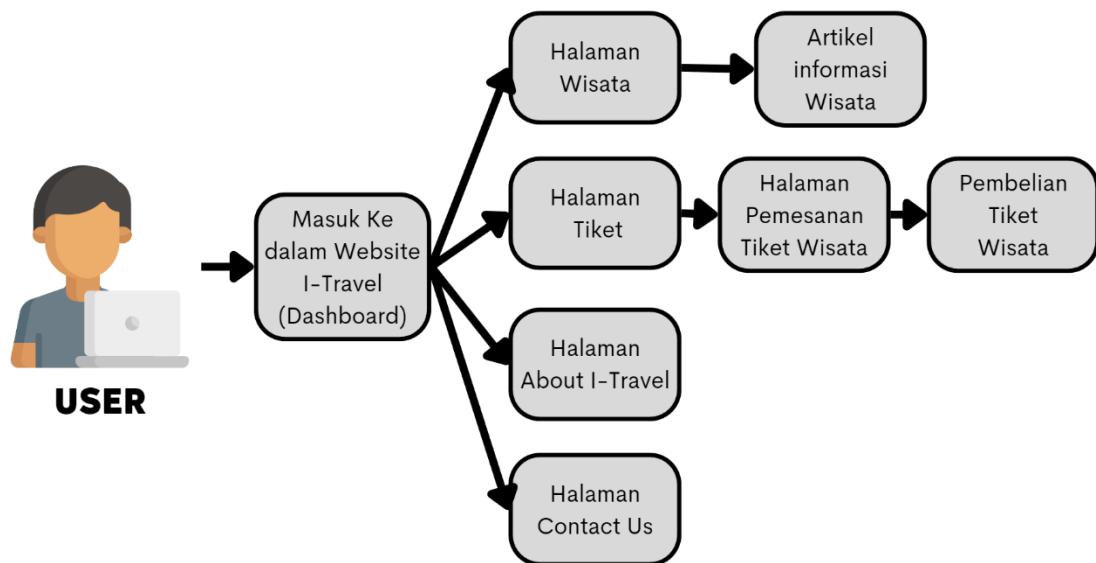 USER
Masuk Ke
dalam Website
I-Travel
(Dashboard)
Halaman
Wisata
Artikel
informasi
Wisata
Halaman
Tiket
Halaman
Pemesanan
Tiket Wisata
Pembelian
Tiket
Wisata
Halaman
About I-Travel
Halaman
Contact Us